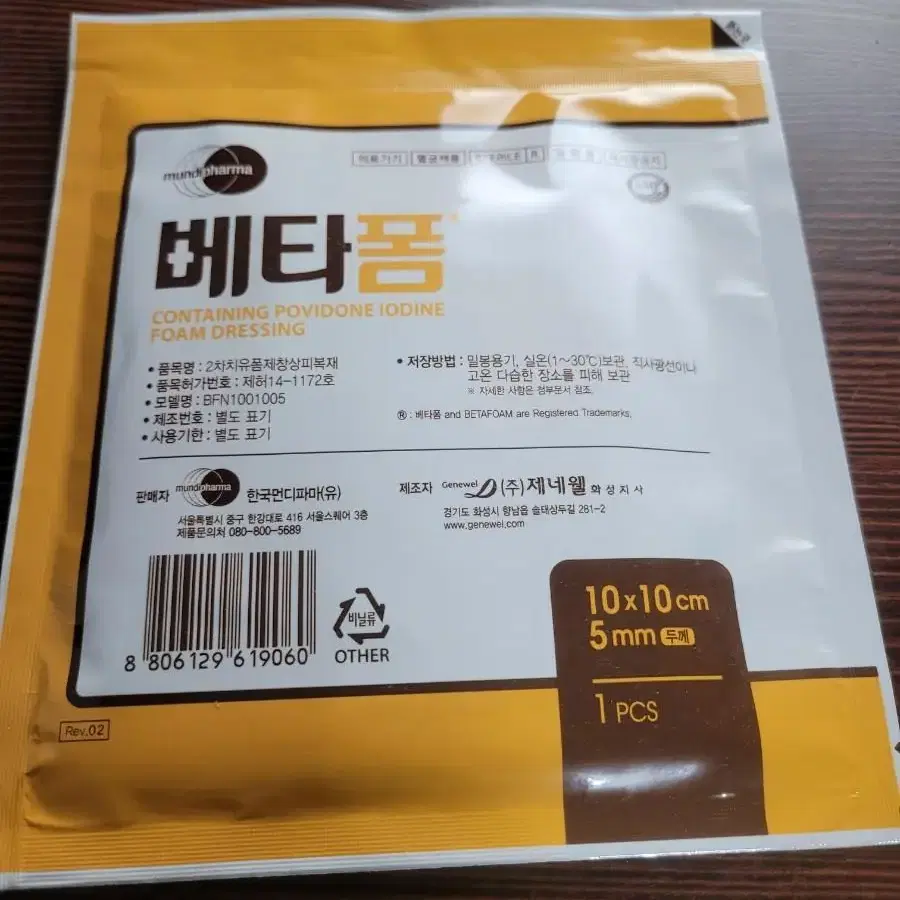 mundipharma
의료기기 멸균제품
베타폼
CONTAINING POVIDONE IODINE
FOAM DRESSING
• 품목명 : 2차치유폼제창상피복재
• 품목허가번호 : 제허14-1172호
• 모델명 : BFN1001005
• 제조번호 : 별도 표기
• 사용기한 : 별도 표기
• 저장방법 : 밀봉용기, 실온(1~30℃)보관, 직사광선이나
고온 다습한 장소를 피해 보관
※ 자세한 사항은 첨부문서 참조.
® : 베타폼 and BETAFOAM are Registered Trademarks.
판매자 mundipharma 한국먼디파마(유)
서울특별시 중구 한강대로 416 서울스퀘어 3층
제품문의처 080-800-5689
제조자 Genewel (주)제네웰 화성지사
경기도 화성시 향남읍 솔태상두길 281-2
www.genewel.com
8 806129 619060
비닐류
OTHER
10x10cm
5mm 두께
1 PCS
Rev.02